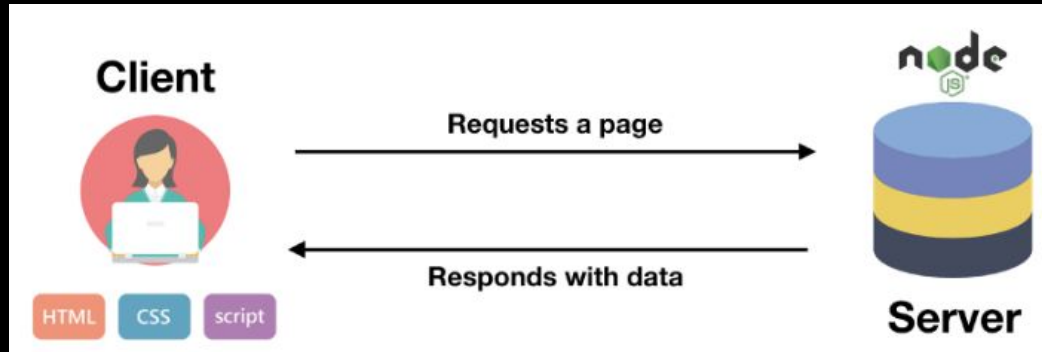 Client
node
JS
Requests a page
Responds with data
HTML
CSS
script
Server